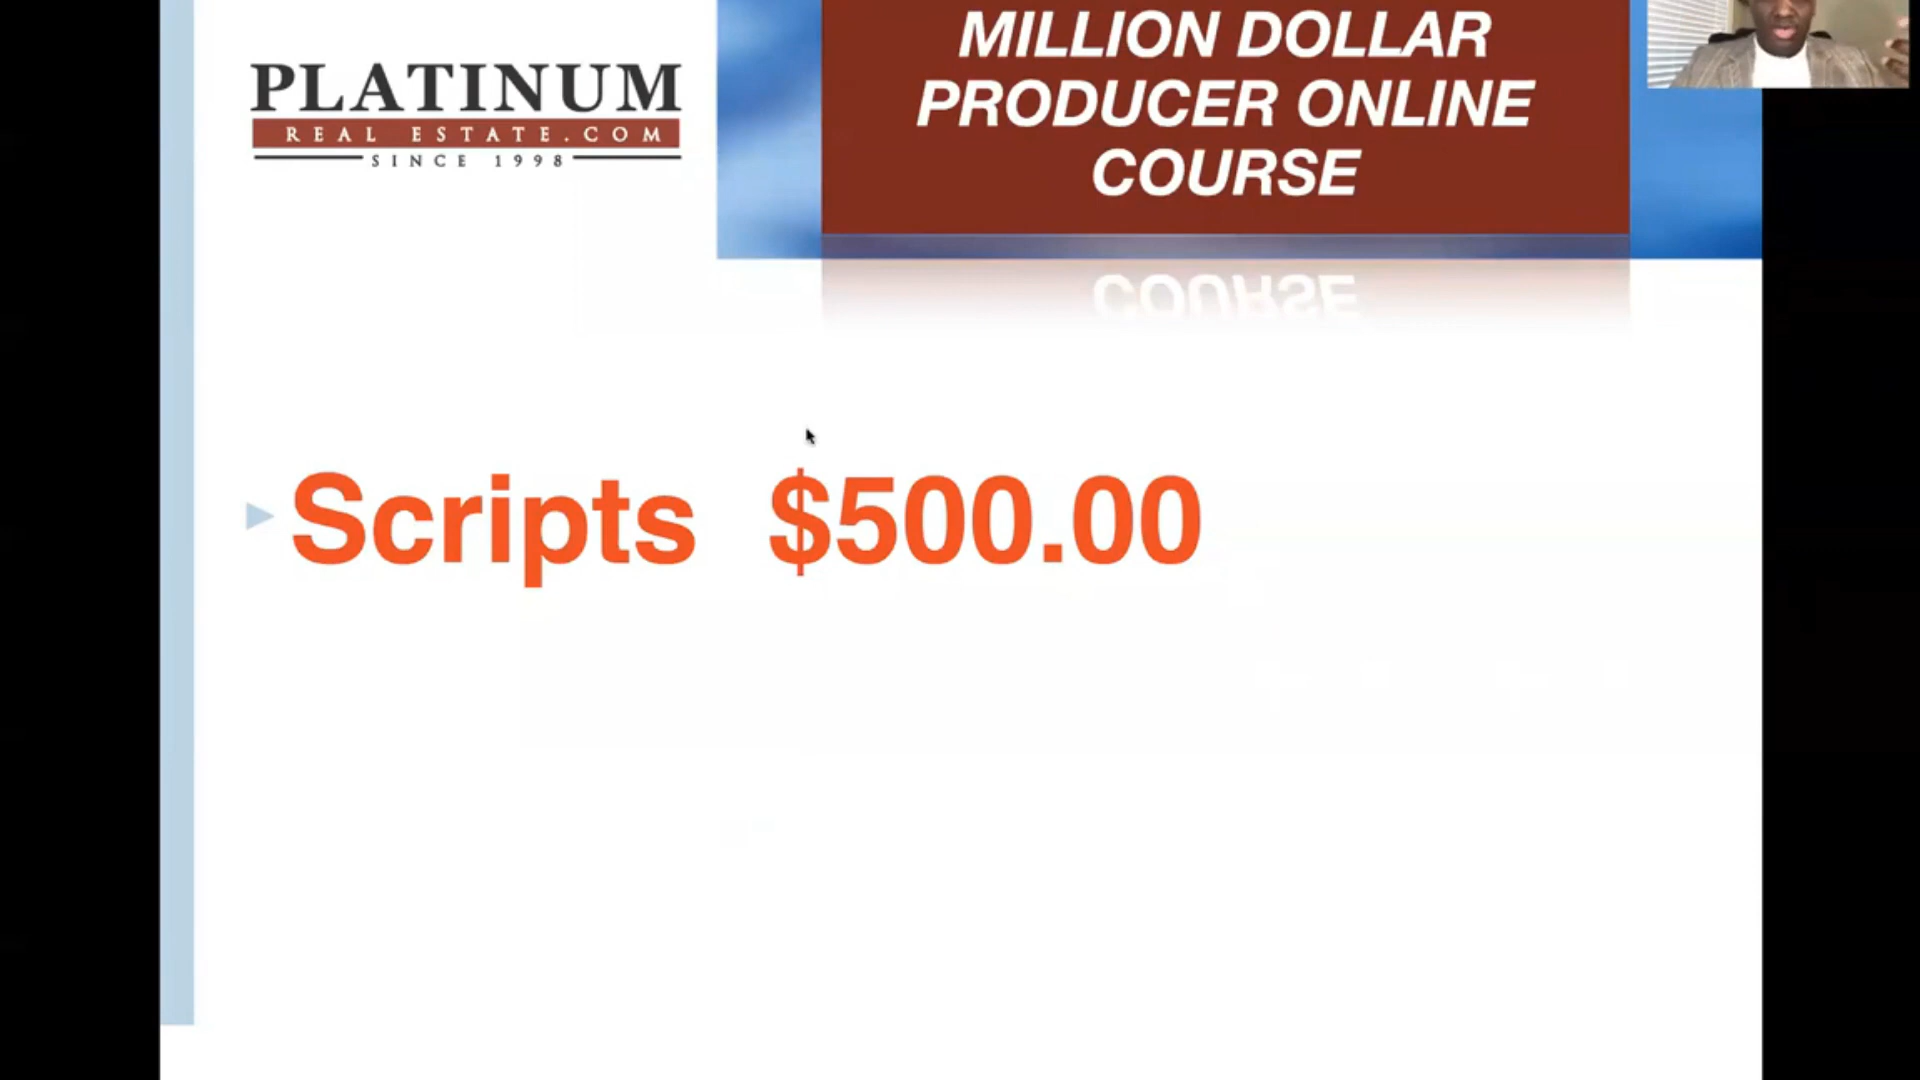 PLATINUM
REAL ESTATE.COM
SINCE 1998
MILLION DOLLAR
PRODUCER ONLINE
COURSE
Scripts $500.00